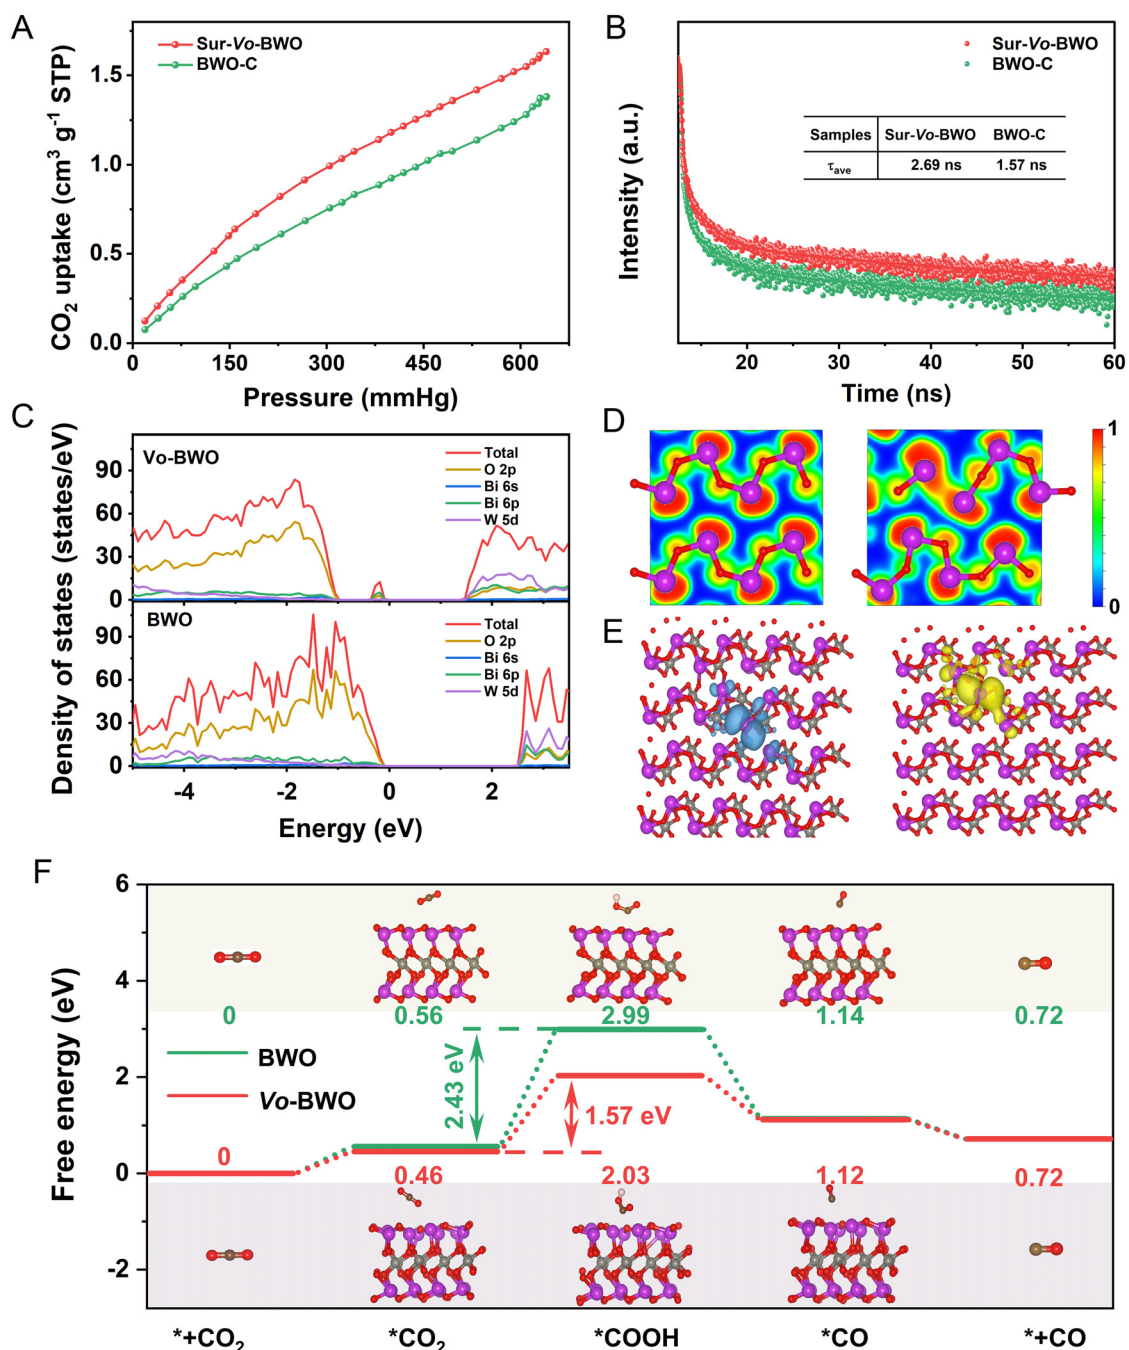 A
Sur-Vo-BWO
BWO-C
CO₂ uptake (cm³ g⁻¹ STP)
1.5
1.0
0.5
0.0
0 150 300 450 600
Pressure (mmHg)
B
Sur-Vo-BWO
BWO-C
Samples Sur-Vo-BWO BWO-C
τave 2.69 ns 1.57 ns
Intensity (a.u.)
20 30 40 50 60
Time (ns)
C
Vo-BWO
Total
O 2p
Bi 6s
Bi 6p
W 5d
90
60
30
0
BWO
Total
O 2p
Bi 6s
Bi 6p
W 5d
90
60
30
0
Density of states (states/eV)
-4 -2 0 2
Energy (eV)
D
1
0
E
F
Free energy (eV)
6
4
2
0
-2
0 0.56 2.99 1.14 0.72
BWO
Vo-BWO
2.43 eV
1.57 eV
0 0.46 2.03 1.12 0.72
*+CO₂ *CO₂ *COOH *CO *+CO